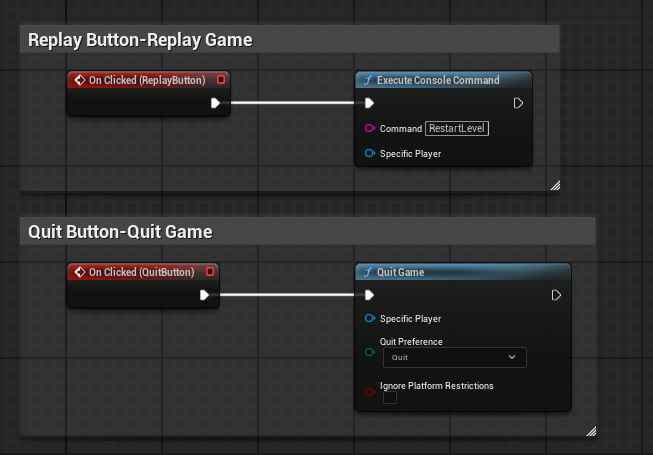 Replay Button-Replay Game
On Clicked (ReplayButton)
Execute Console Command
Command RestartLevel
Specific Player
Quit Button-Quit Game
On Clicked (QuitButton)
Quit Game
Specific Player
Quit Preference
Quit
Ignore Platform Restrictions